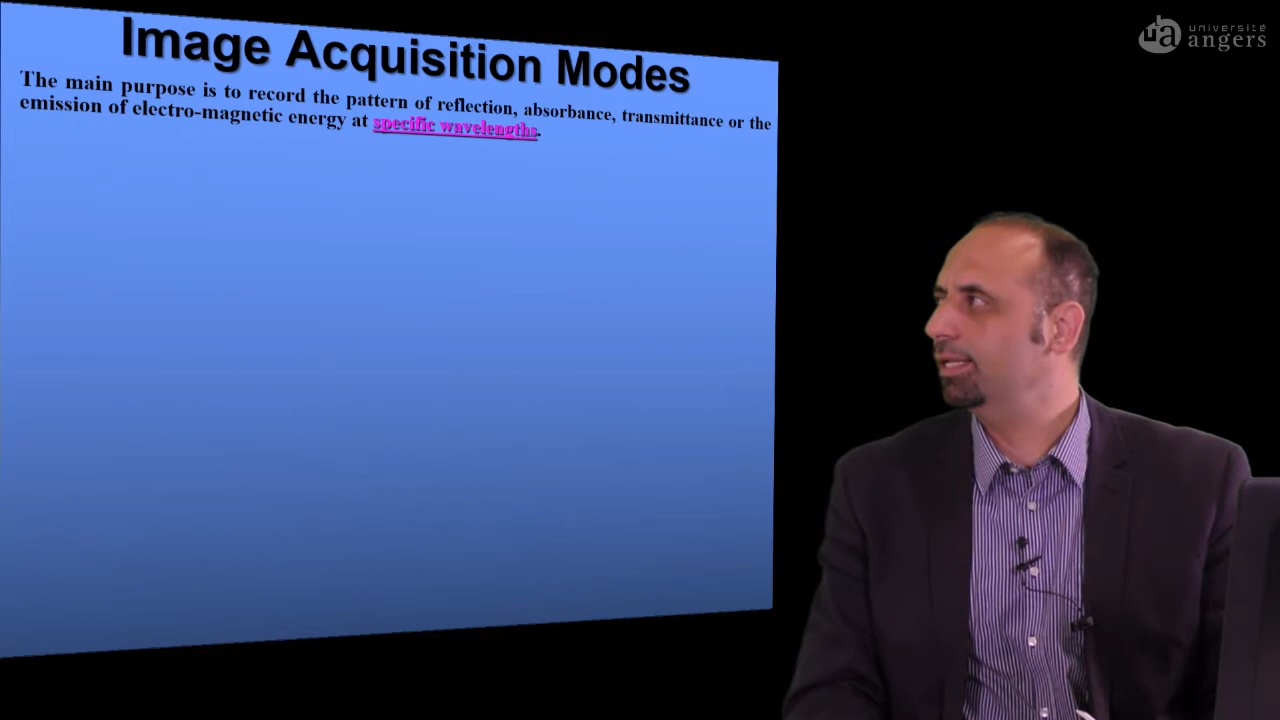 Image Acquisition Modes
The main purpose is to record the pattern of reflection, absorbance, transmittance or the
emission of electro-magnetic energy at specific wavelengths.
ua université
angers